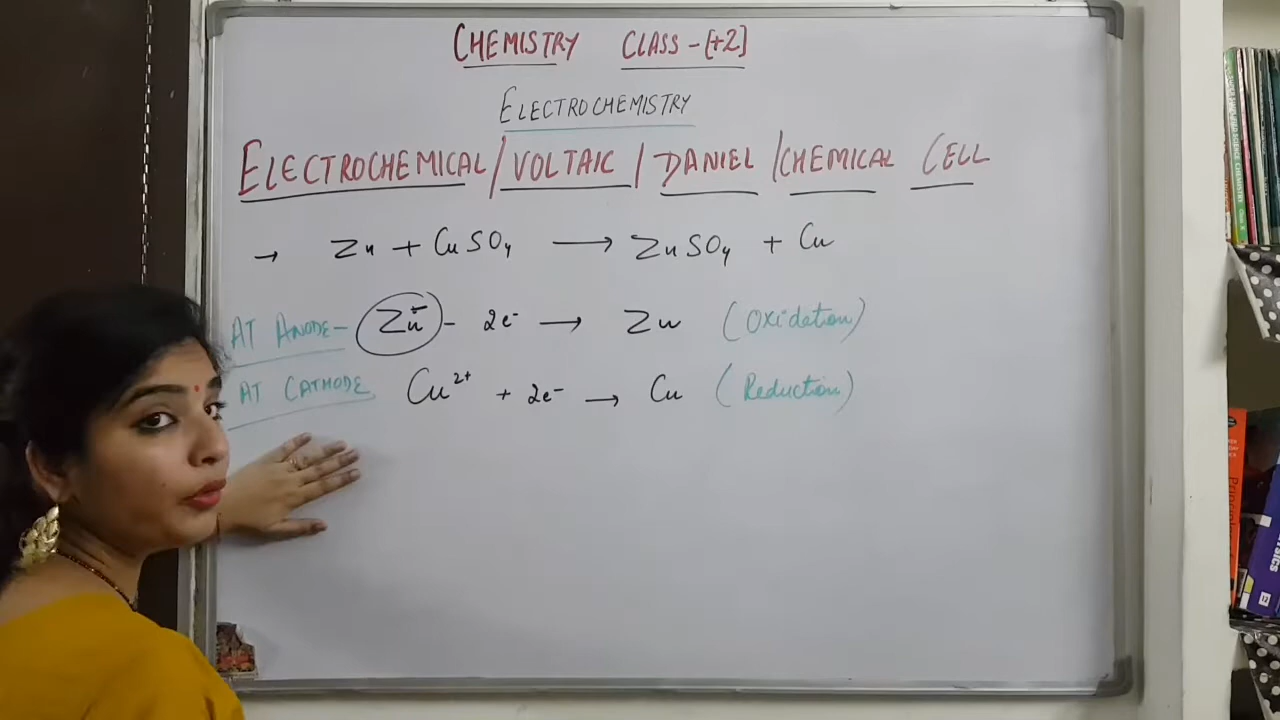 CHEMISTRY CLASS-[+2]
ELECTROCHEMISTRY
ELECTROCHEMICAL/VOLTAIC/DANIEL/CHEMICAL CELL
→ Zn + CuSO4 → ZnSO4 + Cu
AT ANODE- Zn - 2e⁻ → Zn (Oxidation)
AT CATHODE Cu²⁺ + 2e⁻ → Cu (Reduction)